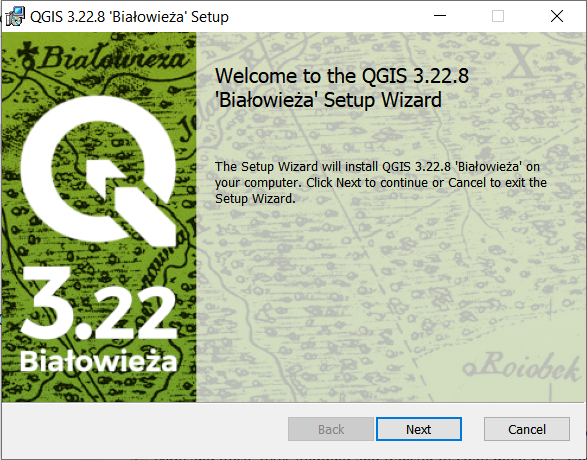 QGIS 3.22.8 'Białowieża' Setup
Białowieża
Welcome to the QGIS 3.22.8
'Białowieża' Setup Wizard
X
The Setup Wizard will install QGIS 3.22.8 'Białowieża' on
your computer. Click Next to continue or Cancel to exit the
Setup Wizard.
3.22
Białowieża
Roiobek
Back
Next
Cancel